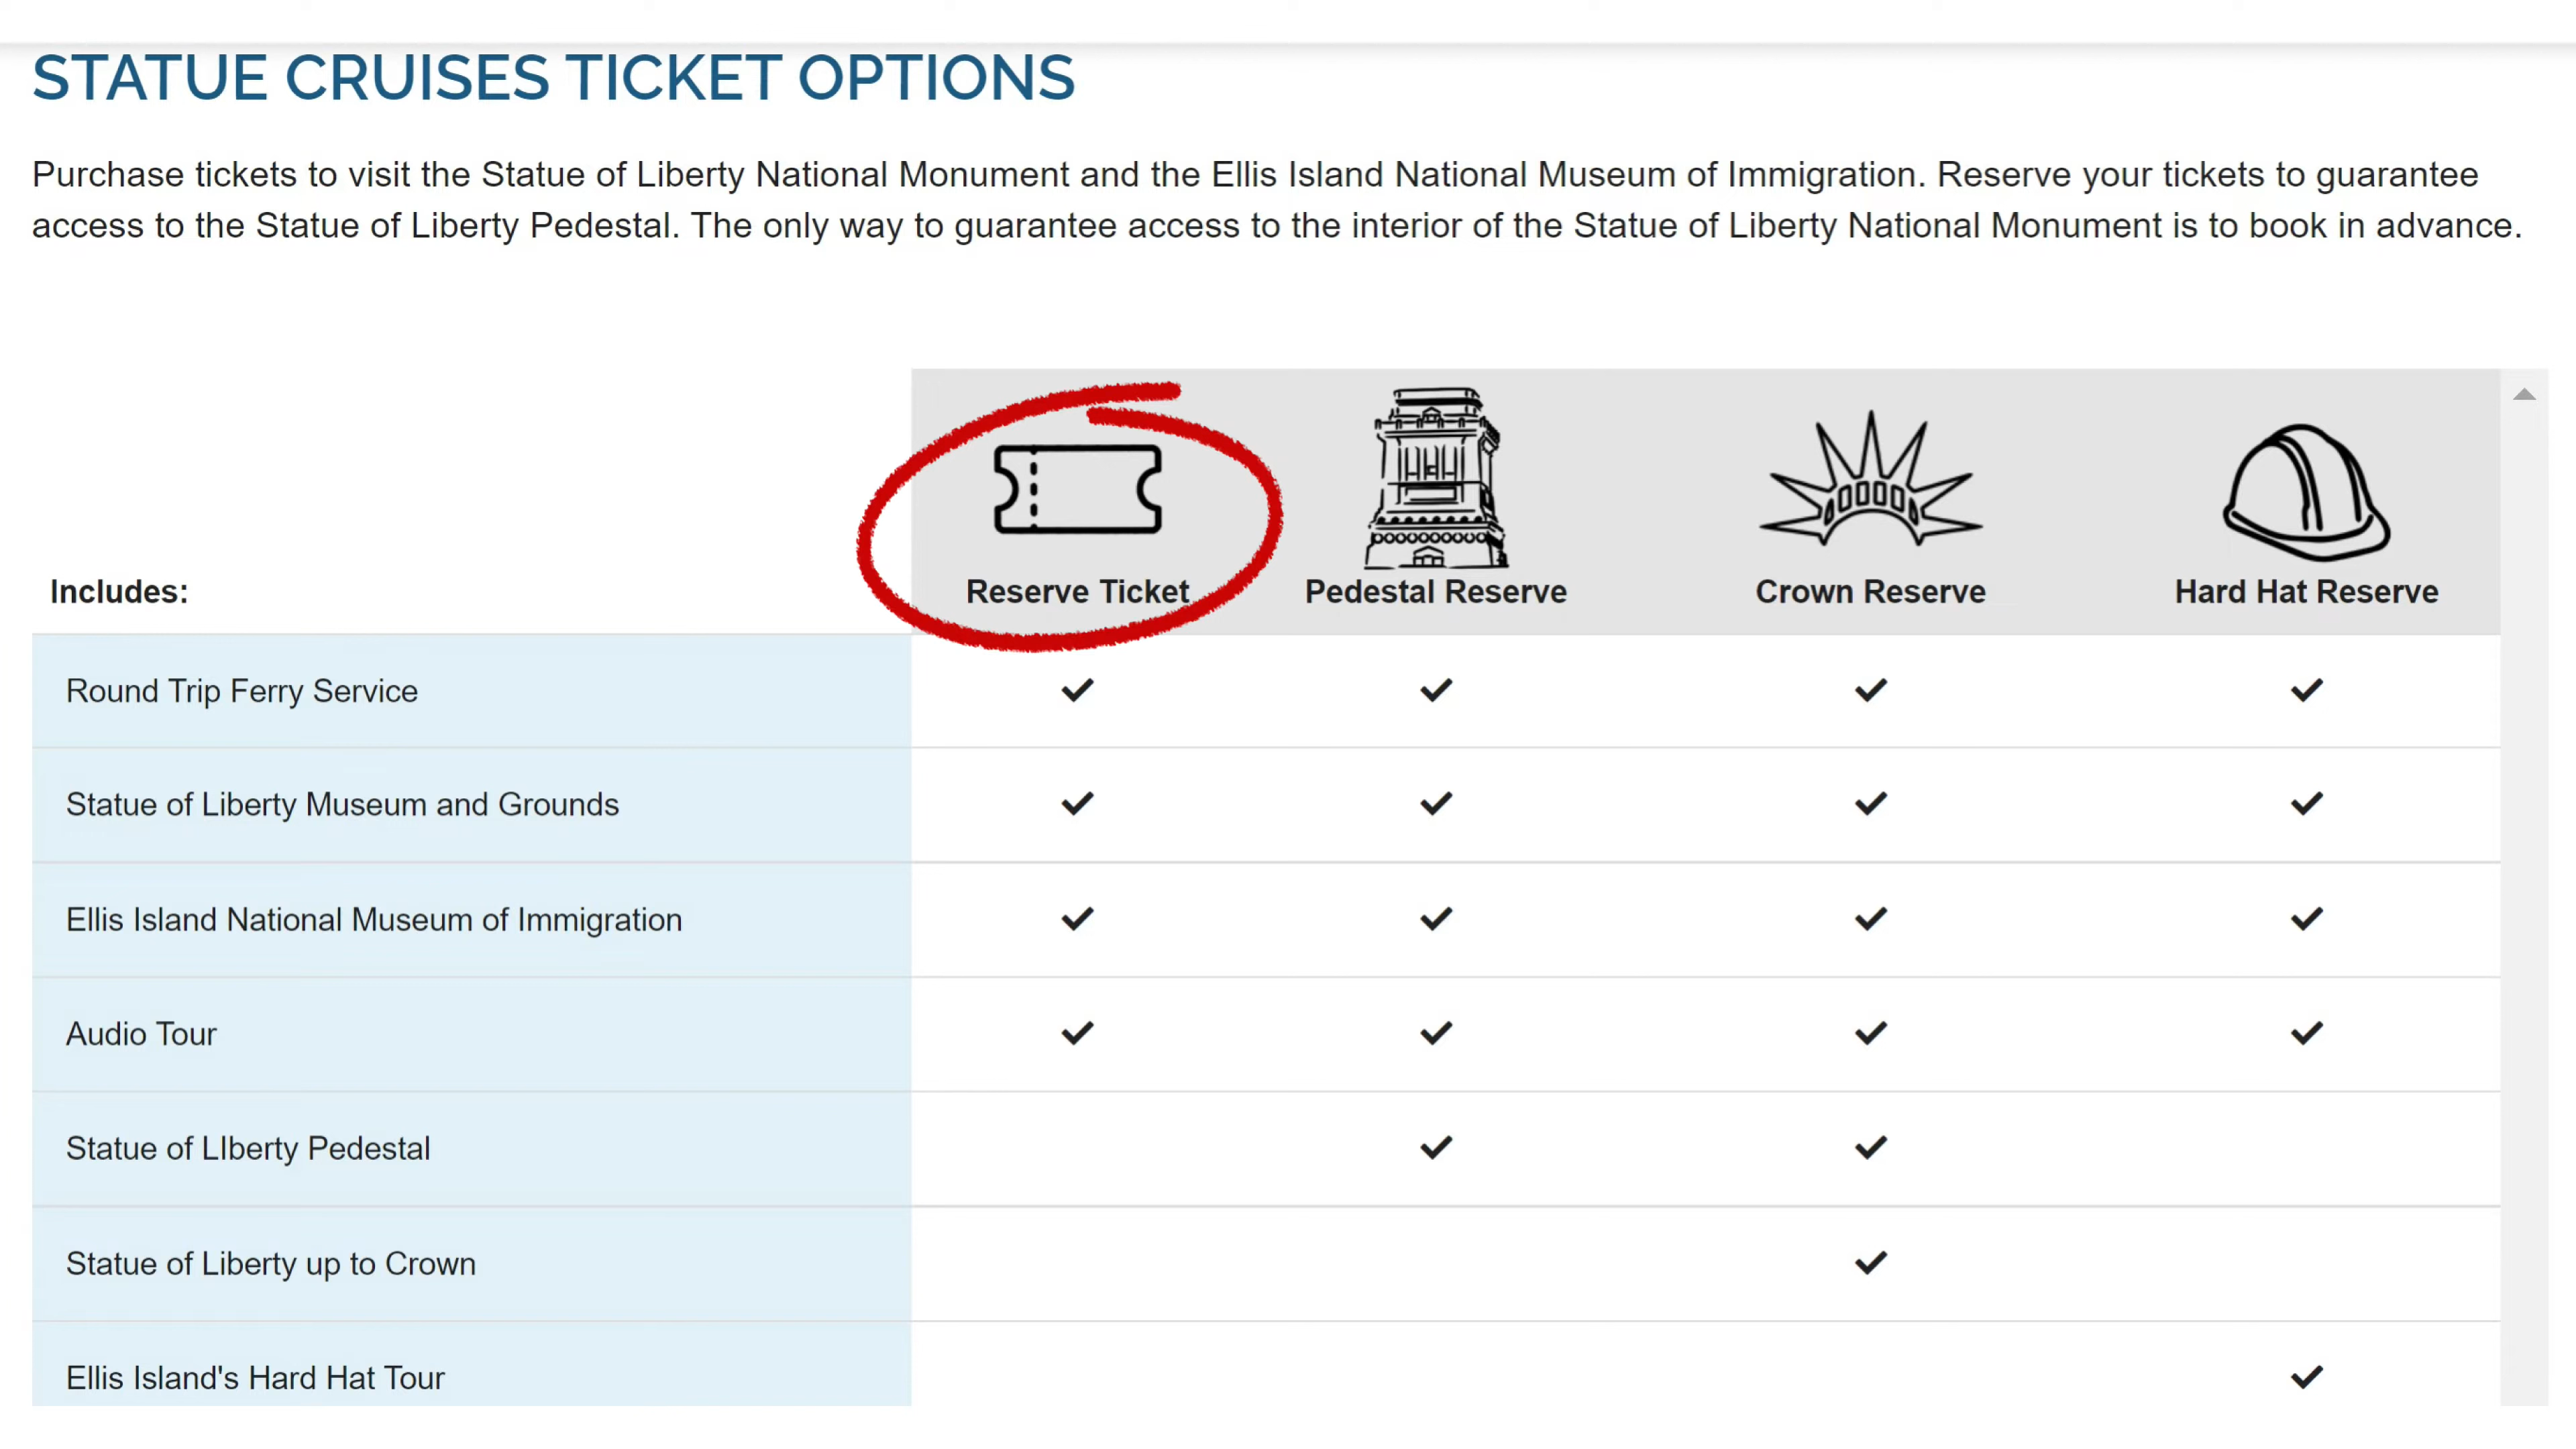 STATUE CRUISES TICKET OPTIONS
Purchase tickets to visit the Statue of Liberty National Monument and the Ellis Island National Museum of Immigration. Reserve your tickets to guarantee
access to the Statue of Liberty Pedestal. The only way to guarantee access to the interior of the Statue of Liberty National Monument is to book in advance.
Includes: Reserve Ticket Pedestal Reserve Crown Reserve Hard Hat Reserve
Round Trip Ferry Service
Statue of Liberty Museum and Grounds
Ellis Island National Museum of Immigration
Audio Tour
Statue of LIberty Pedestal
Statue of Liberty up to Crown
Ellis Island's Hard Hat Tour